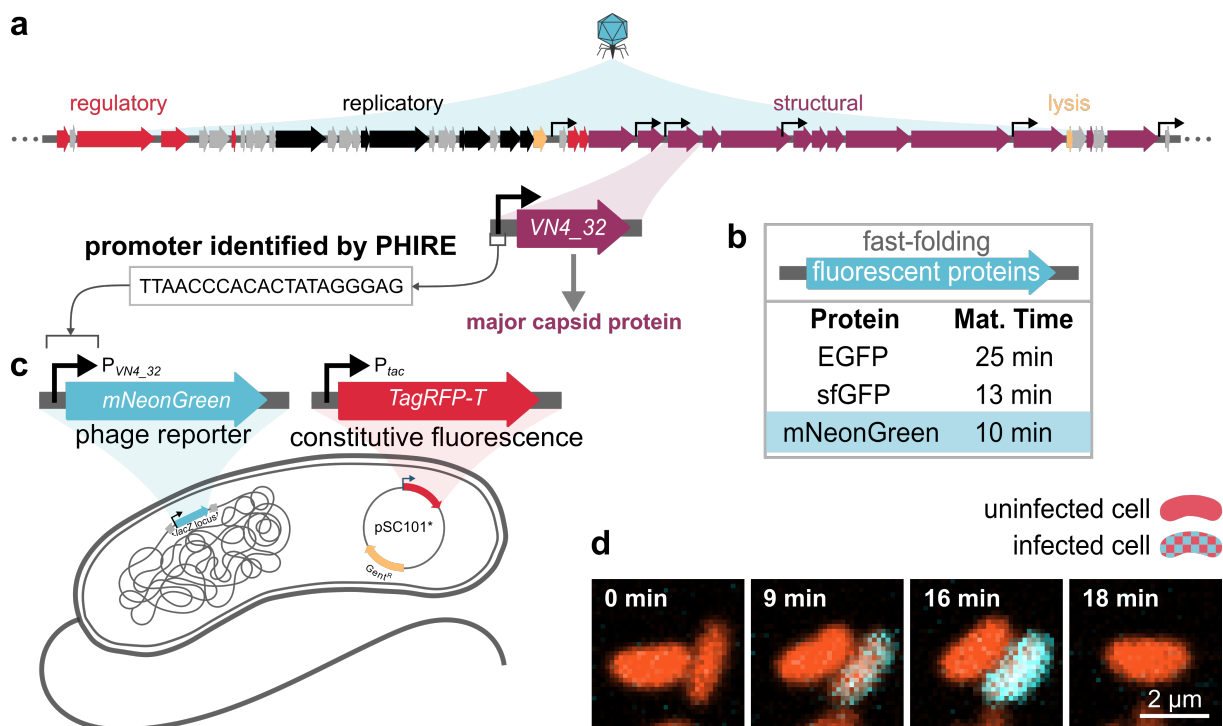 a
regulatory
replicatory
structural
lysis
VN4_32
promoter identified by PHIRE
TTAACCCACACTATAGGGAG
major capsid protein
b
fast-folding
fluorescent proteins
Protein Mat. Time
EGFP 25 min
sfGFP 13 min
mNeonGreen 10 min
c
PVN4_32
Ptac
mNeonGreen
TagRFP-T
phage reporter
constitutive fluorescence
lacZ locus
pSC101*
GentR
uninfected cell
infected cell
d
0 min
9 min
16 min
18 min
2 µm